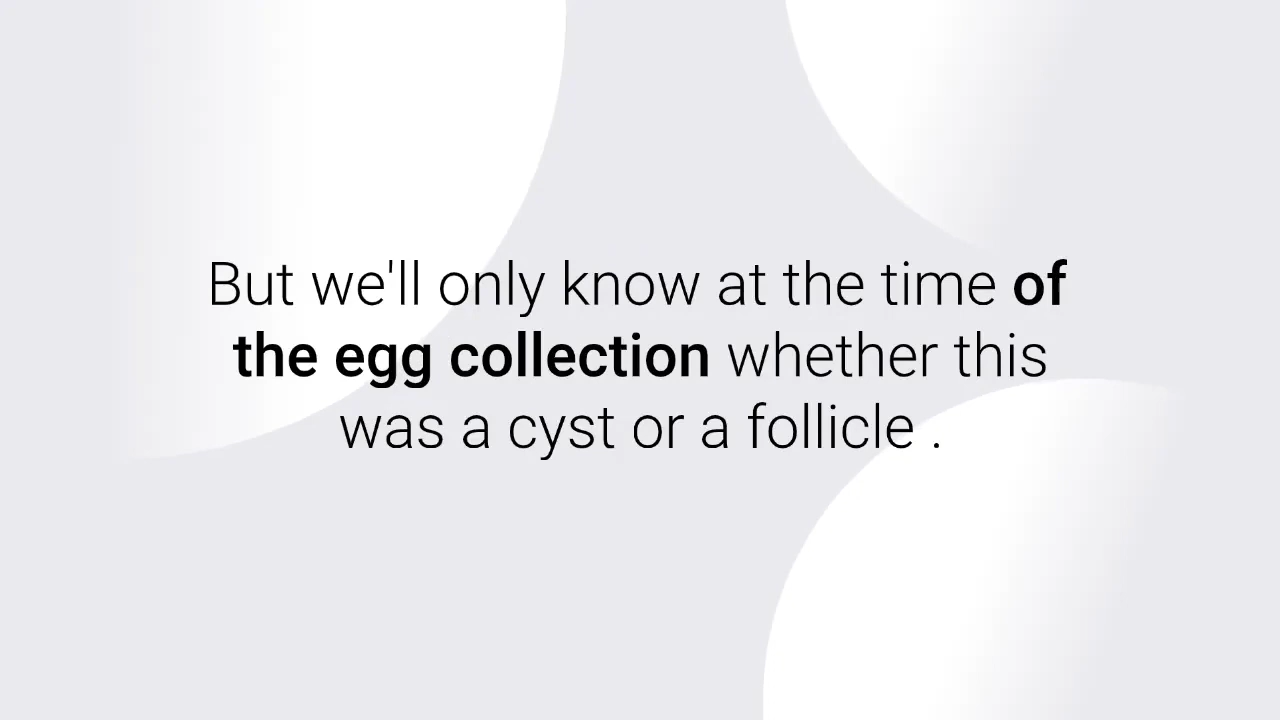 But we'll only know at the time of
the egg collection whether this
was a cyst or a follicle .